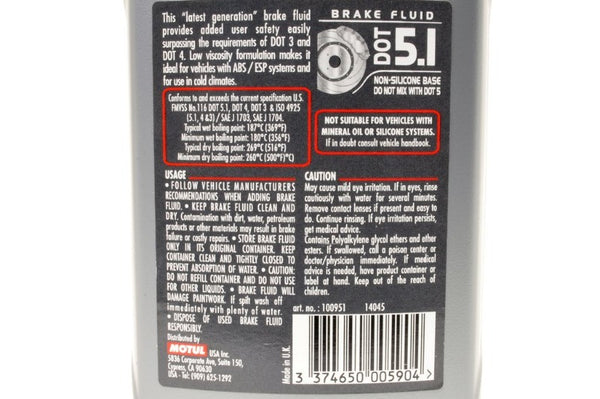 This “latest generation” brake fluid
provides added user safety easily
surpassing the requirements of DOT 3 and
DOT 4. Low viscosity formulation makes it
ideal for vehicles with ABS / ESP systems and
for use in cold climates.
BRAKE FLUID
DOT 5.1
NON-SILICONE BASE
DO NOT MIX WITH DOT 5
Conforms to and exceeds the current specification U.S.
FMVSS No.116 DOT 5.1, DOT 4, DOT 3 & ISO 4925
(5.1, 4 &3) / SAE J 1703, SAE J 1704.
Typical wet boiling point: 187°C (369°F)
Minimum wet boiling point: 180°C (356°F)
Typical dry boiling point: 269°C (516°F)
Minimum dry boiling point: 260°C (500°F)°C)
NOT SUITABLE FOR VEHICLES WITH
MINERAL OIL OR SILICONE SYSTEMS.
If in doubt consult vehicle handbook.
USAGE
• FOLLOW VEHICLE MANUFACTURERS
RECOMMENDATIONS WHEN ADDING BRAKE
FLUID. • KEEP BRAKE FLUID CLEAN AND
DRY. Contamination with dirt, water, petroleum
products or other materials may result in brake
failure or costly repairs. • STORE BRAKE FLUID
ONLY IN ITS ORIGINAL CONTAINER. KEEP
CONTAINER CLEAN AND TIGHTLY CLOSED TO
PREVENT ABSORPTION OF WATER. • CAUTION:
DO NOT REFILL CONTAINER AND DO NOT USE
FOR OTHER LIQUIDS. • BRAKE FLUID WILL
DAMAGE PAINTWORK. If spilt wash off
immediately with plenty of water.
• DISPOSE OF USED BRAKE FLUID
RESPONSIBLY.
Distributed by
MOTUL USA Inc.
5836 Corporate Ave, Suite 150,
Cypress, CA 90630
USA - Tel: (909) 625-1292
CAUTION
May cause mild eye irritation. If in eyes, rinse
cautiously with water for several minutes.
Remove contact lenses if present and easy to
do. Continue rinsing. If eye irritation persists,
get medical advice.
Contains Polyalkylene glycol ethers and other
esters. If swallowed, call a poison center or
doctor/physician immediately. If medical
advice is needed, have product container or
label at hand. Keep out of the reach of
children.
art. no. : 100951 14045
Made in U.K.
3 374650 005904 >